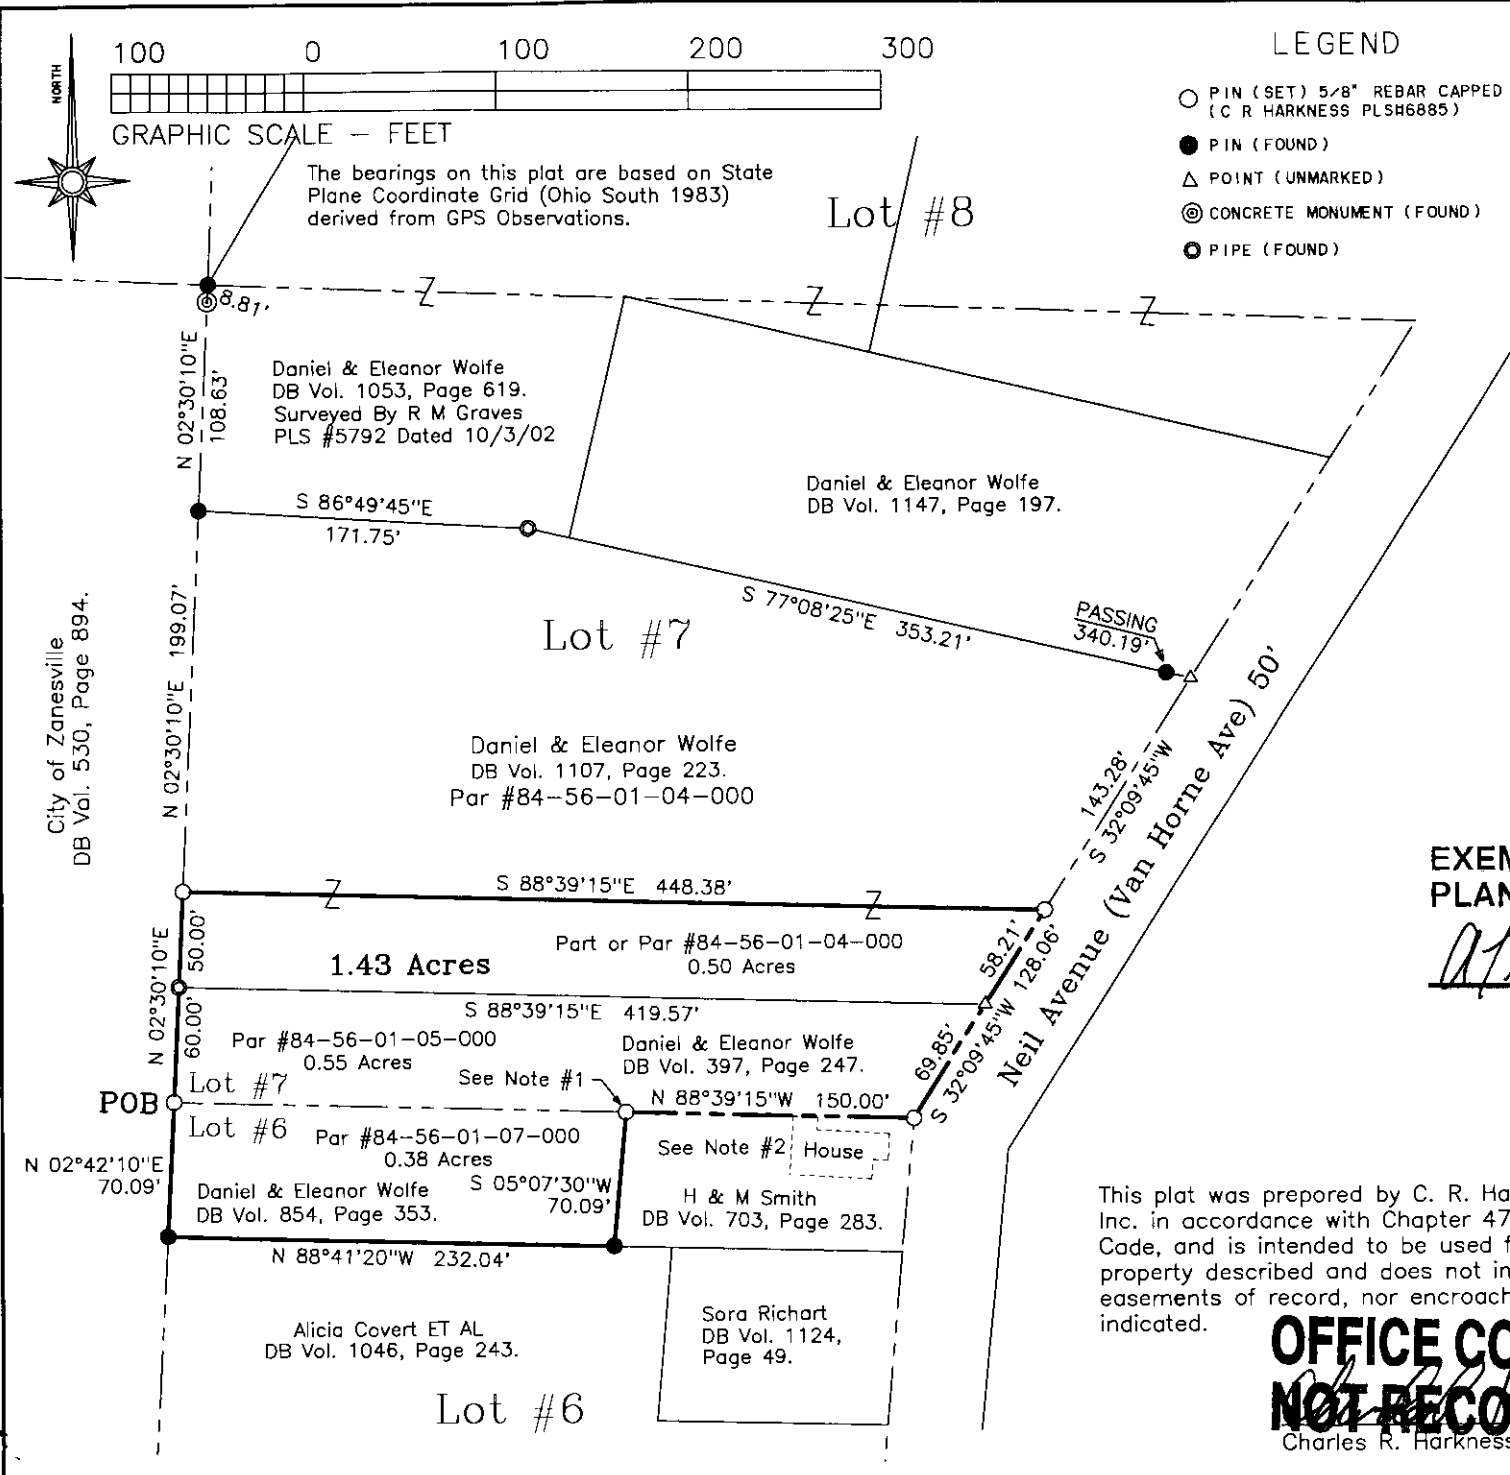 100 0 100 200 300
GRAPHIC SCALE – FEET
NORTH
The bearings on this plat are based on State
Plane Coordinate Grid (Ohio South 1983)
derived from GPS Observations.
LEGEND
PIN (SET) 5/8" REBAR CAPPED
(C R HARKNESS PLS#6885)
PIN (FOUND)
POINT (UNMARKED)
CONCRETE MONUMENT (FOUND)
PIPE (FOUND)
Lot #8
Z Z Z
8.81'
N 02°30'10"E
108.63'
Daniel & Eleanor Wolfe
DB Vol. 1053, Page 619.
Surveyed By R M Graves
PLS #5792 Dated 10/3/02
Daniel & Eleanor Wolfe
DB Vol. 1147, Page 197.
S 86°49'45"E
171.75'
S 77°08'25"E 353.21'
PASSING
340.19'
Lot #7
N 02°30'10"E 199.07'
City of Zanesville
DB Vol. 530, Page 894.
Daniel & Eleanor Wolfe
DB Vol. 1107, Page 223.
Par #84-56-01-04-000
143.28'
S 32°09'45"W
Neil Avenue (Van Horne Ave) 50'
EXEM
PLAN
S 88°39'15"E 448.38'
Z Z
N 02°30'10"E
50.00'
60.00'
1.43 Acres
Part or Par #84-56-01-04-000
0.50 Acres
58.21'
S 32°09'45"W 128.06'
69.85'
S 88°39'15"E 419.57'
Par #84-56-01-05-000
0.55 Acres
Daniel & Eleanor Wolfe
DB Vol. 397, Page 247.
Lot #7
See Note #1
N 88°39'15"W 150.00'
POB
Lot #6
Par #84-56-01-07-000
0.38 Acres
See Note #2
House
N 02°42'10"E
70.09'
Daniel & Eleanor Wolfe
DB Vol. 854, Page 353.
S 05°07'30"W
70.09'
H & M Smith
DB Vol. 703, Page 283.
N 88°41'20"W 232.04'
Alicia Covert ET AL
DB Vol. 1046, Page 243.
Sora Richart
DB Vol. 1124,
Page 49.
Lot #6
This plat was prepored by C. R. Ha
Inc. in accordance with Chapter 47
Cade, and is intended to be used f
property described and does not in
easements of record, nor encroach
indicated.
OFFICE CO
NOT RECO
Charles R. Harkness